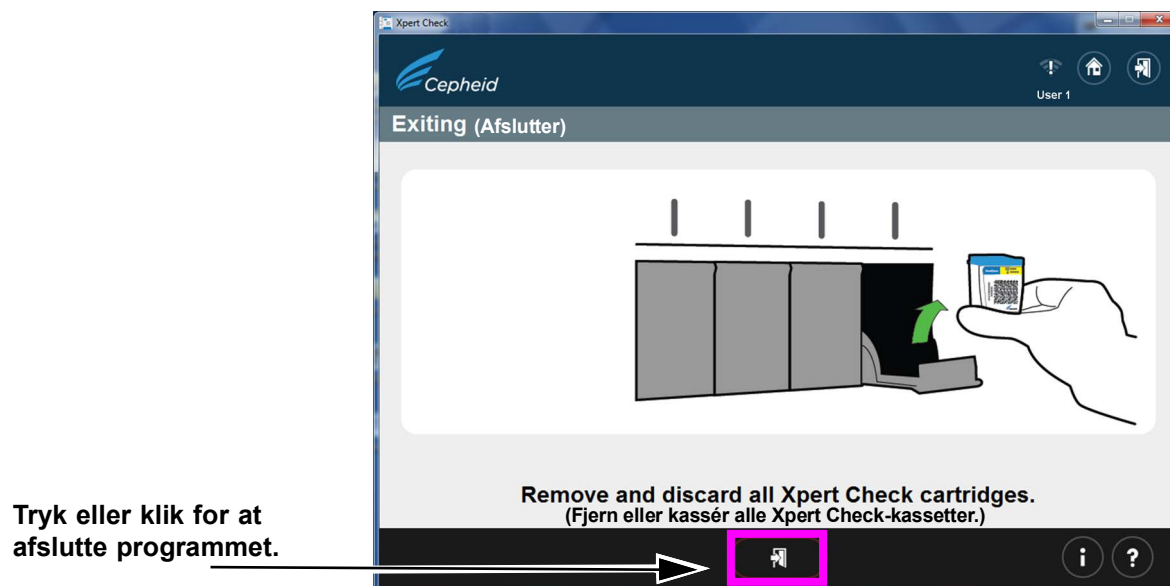 Xpert Check
Cepheid
User 1
Exiting (Afslutter)
Remove and discard all Xpert Check cartridges.
(Fjern eller kassér alle Xpert Check-kassetter.)
Tryk eller klik for at
afslutte programmet.
i ?